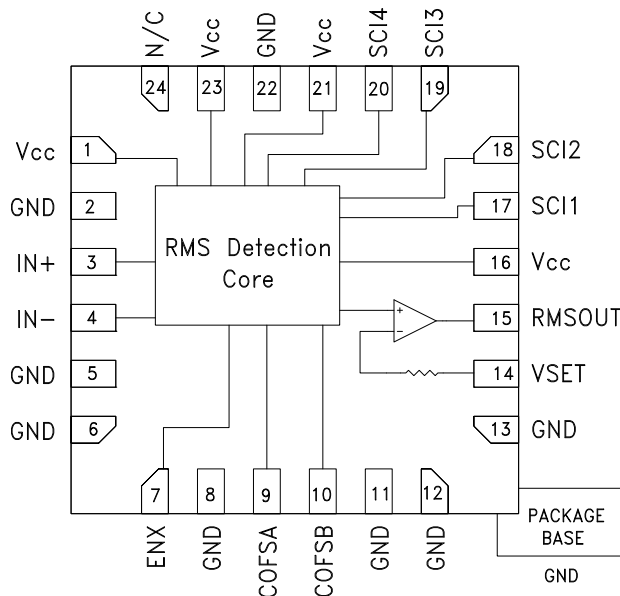 N/C
Vcc
GND
Vcc
SCI4
SCI3
24
23
22
21
20
19
Vcc 1
GND 2
IN+ 3
IN- 4
GND 5
GND 6
RMS Detection
Core
+
-
18 SCI2
17 SCI1
16 Vcc
15 RMSOUT
14 VSET
13 GND
7
8
9
10
11
12
ENX
GND
COFSA
COFSB
GND
GND
PACKAGE
BASE
GND